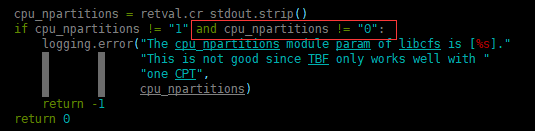 cpu_npartitions = retval.cr_stdout.strip()
if cpu_npartitions != "1" and cpu_npartitions != "0":
logging.error("The cpu_npartitions module param of libcfs is [%s]."
"This is not good since TBF only works well with "
"one CPT",
cpu_npartitions)
return -1
return 0